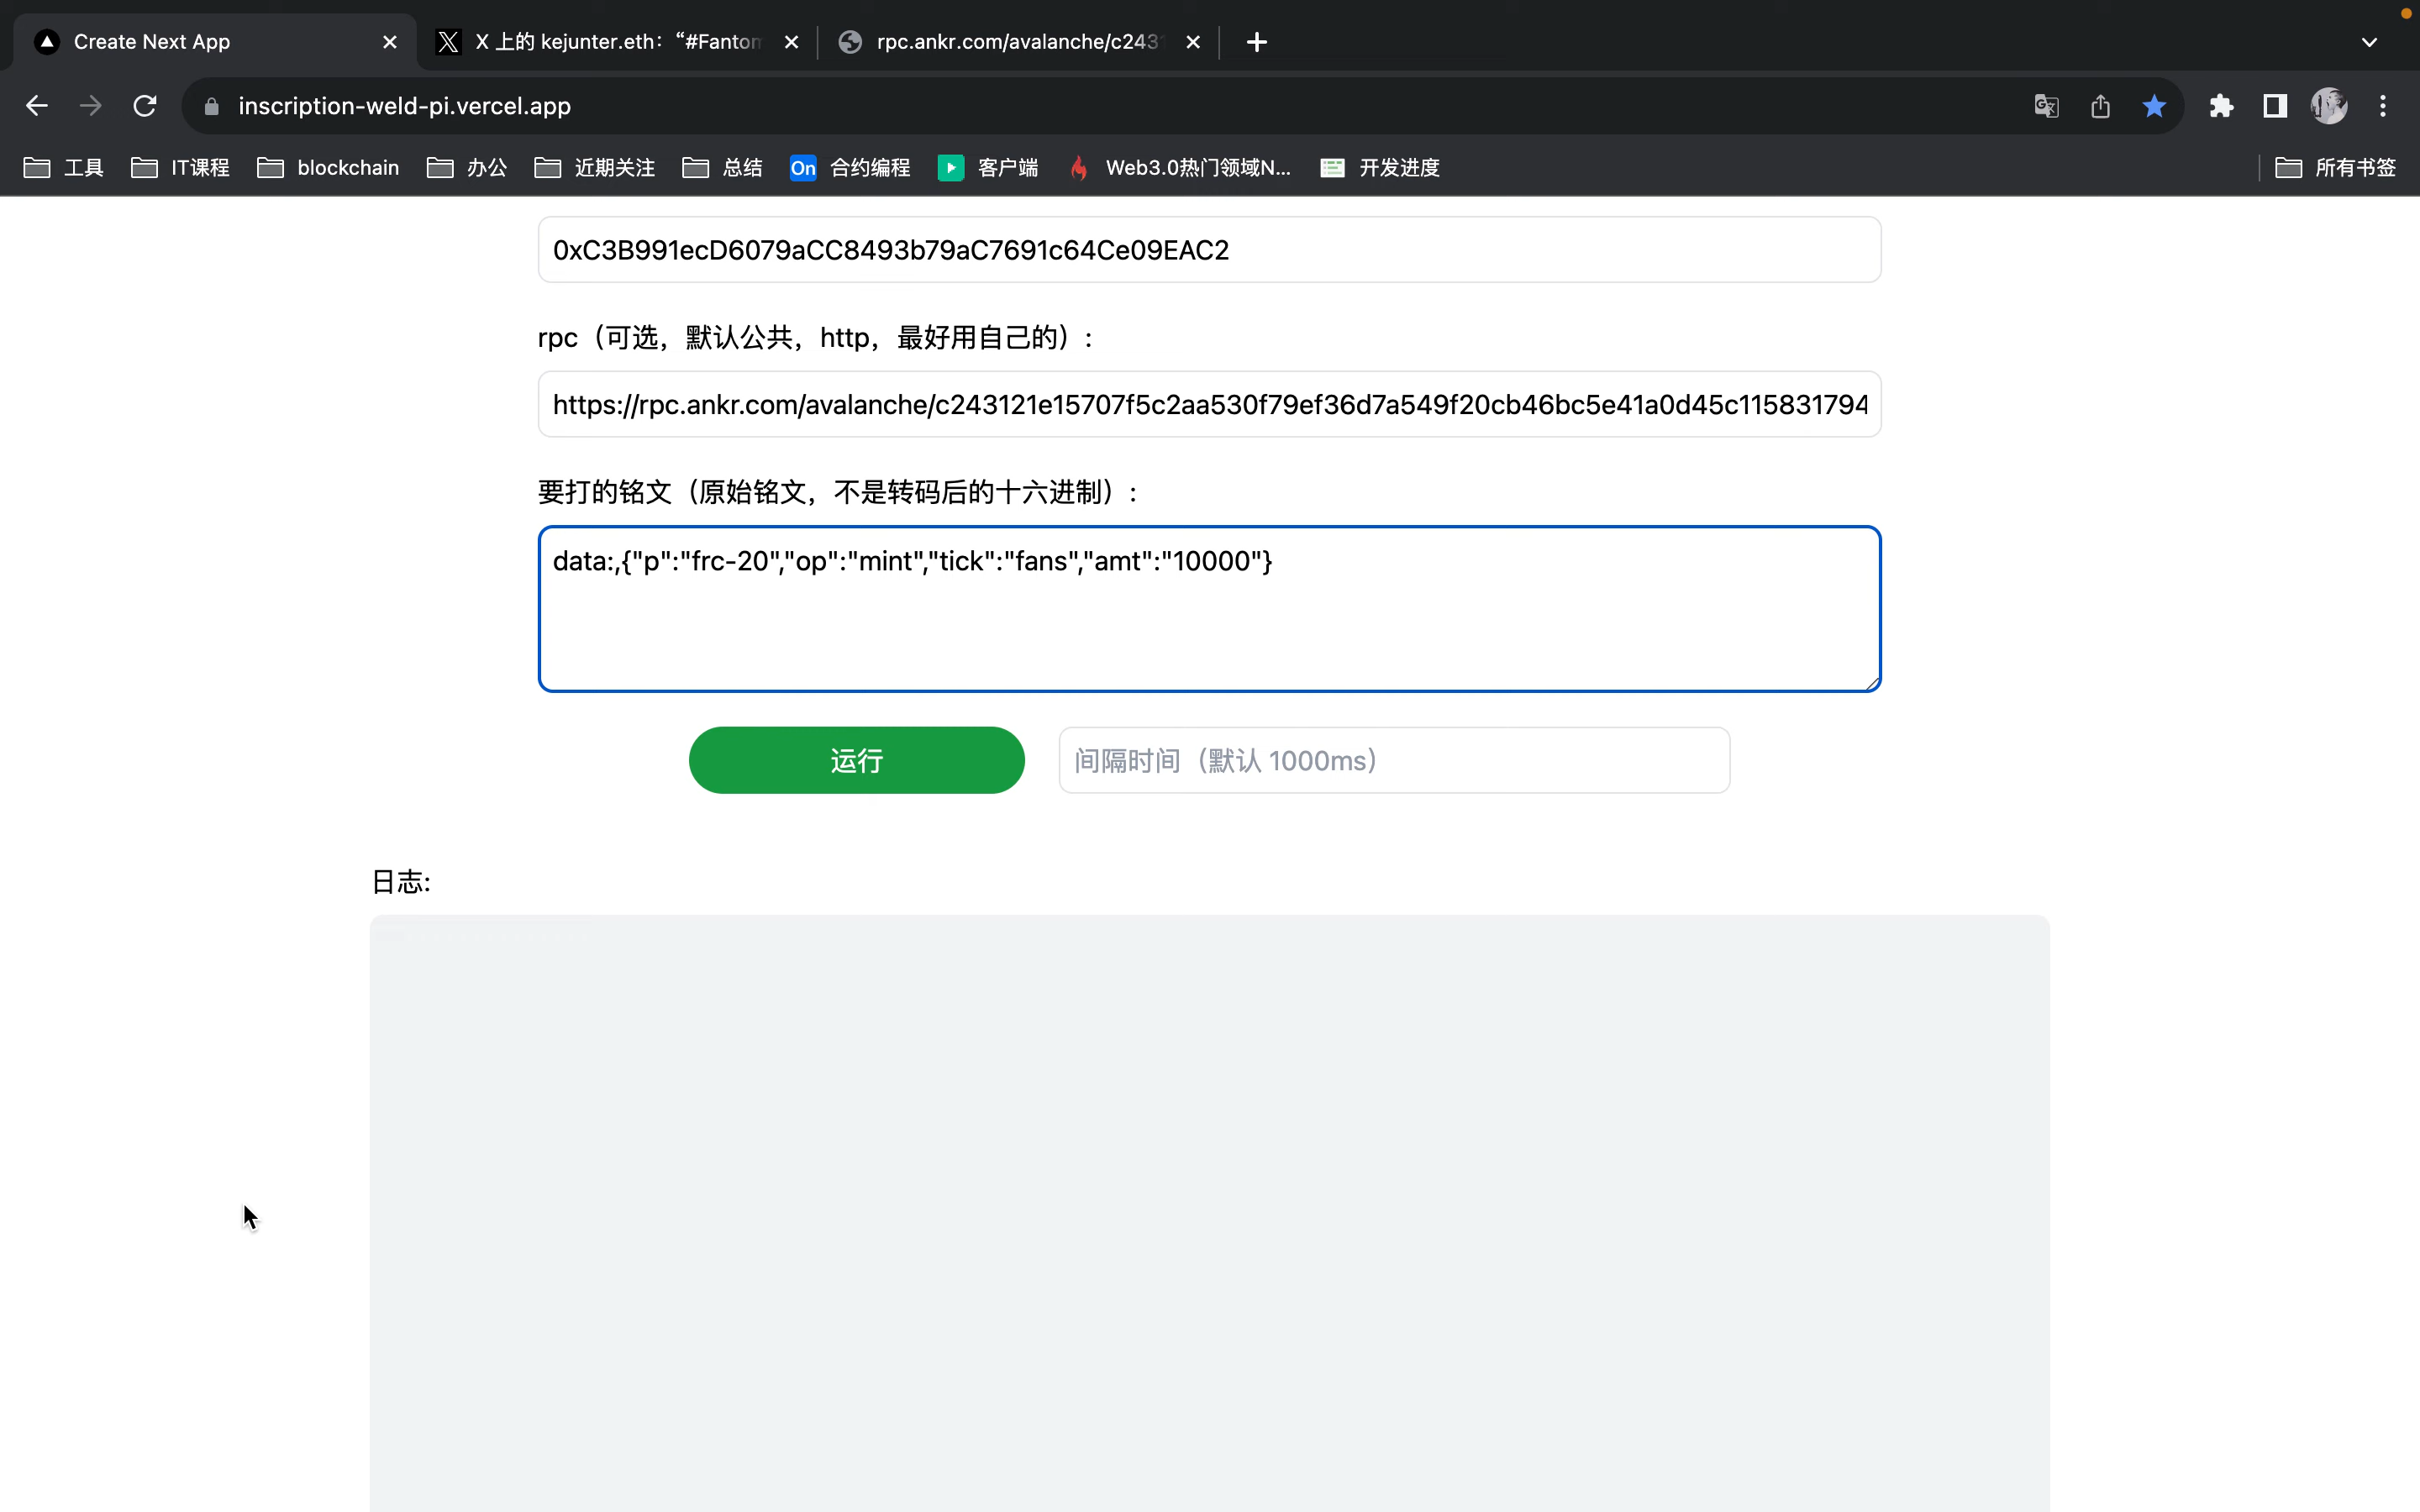 Create Next App
X 上的 kejunter.eth：“#Fantom
rpc.ankr.com/avalanche/c243
inscription-weld-pi.vercel.app
工具
IT课程
blockchain
办公
近期关注
总结
On 合约编程
客户端
Web3.0热门领域N...
开发进度
所有书签
0xC3B991ecD6079aCC8493b79aC7691c64Ce09EAC2
rpc（可选，默认公共，http，最好用自己的）:
https://rpc.ankr.com/avalanche/c243121e15707f5c2aa530f79ef36d7a549f20cb46bc5e41a0d45c115831794
要打的铭文（原始铭文，不是转码后的十六进制）:
data:,{"p":"frc-20","op":"mint","tick":"fans","amt":"10000"}
运行
间隔时间（默认 1000ms）
日志: